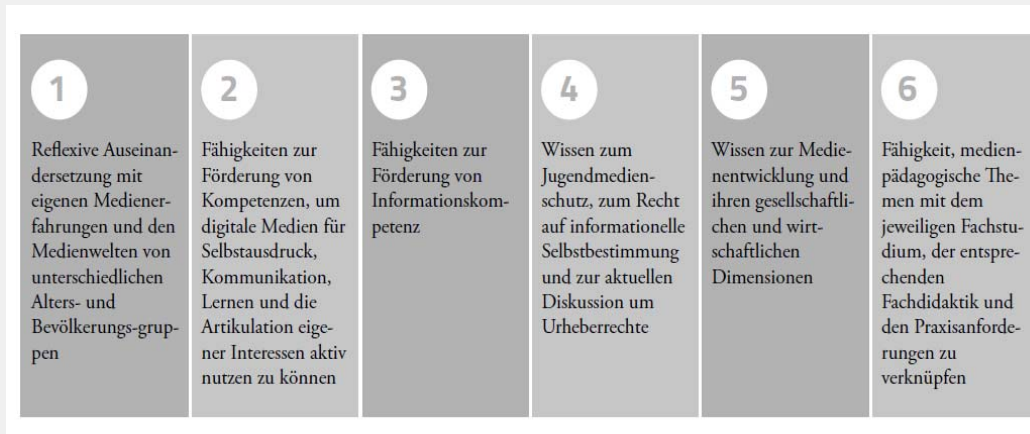 1
Reflexive Auseinan-
dersetzung mit
eigenen Mediener-
fahrungen und den
Medienwelten von
unterschiedlichen
Alters- und
Bevölkerungs-grup-
pen
2
Fähigkeiten zur
Förderung von
Kompetenzen, um
digitale Medien für
Selbstausdruck,
Kommunikation,
Lernen und die
Artikulation eige-
ner Interessen aktiv
nutzen zu können
3
Fähigkeiten zur
Förderung von
Informationskom-
petenz
4
Wissen zum
Jugendmedien-
schutz, zum Recht
auf informationelle
Selbstbestimmung
und zur aktuellen
Diskussion um
Urheberrechte
5
Wissen zur Medie-
nentwicklung und
ihren gesellschaftli-
chen und wirt-
schaftlichen
Dimensionen
6
Fähigkeit, medien-
pädagogische The-
men mit dem
jeweiligen Fachstu-
dium, der entspre-
chenden
Fachdidaktik und
den Praxisanforde-
rungen zu
verknüpfen